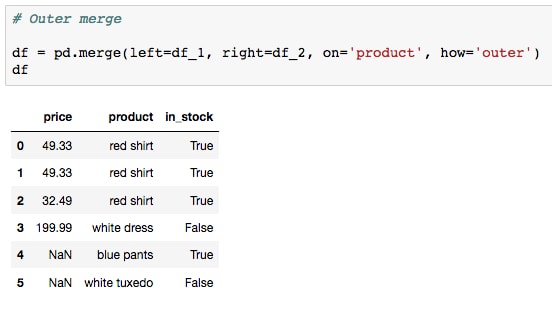 # Outer merge
df = pd.merge(left=df_1, right=df_2, on='product', how='outer')
df
price product in_stock
0 49.33 red shirt True
1 49.33 red shirt True
2 32.49 red shirt True
3 199.99 white dress False
4 NaN blue pants True
5 NaN white tuxedo False